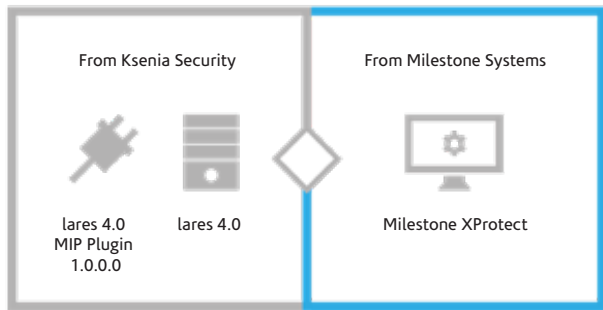 From Ksenia Security
From Milestone Systems
lares 4.0
MIP Plugin
1.0.0.0
lares 4.0
Milestone XProtect